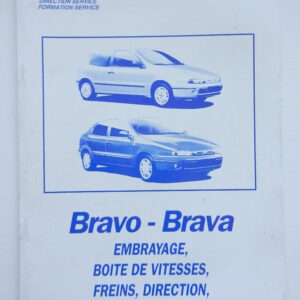 DIRECTION SERVICE
FORMATION SERVICE
Bravo - Brava
EMBRAYAGE,
BOITE DE VITESSES,
FREINS, DIRECTION,